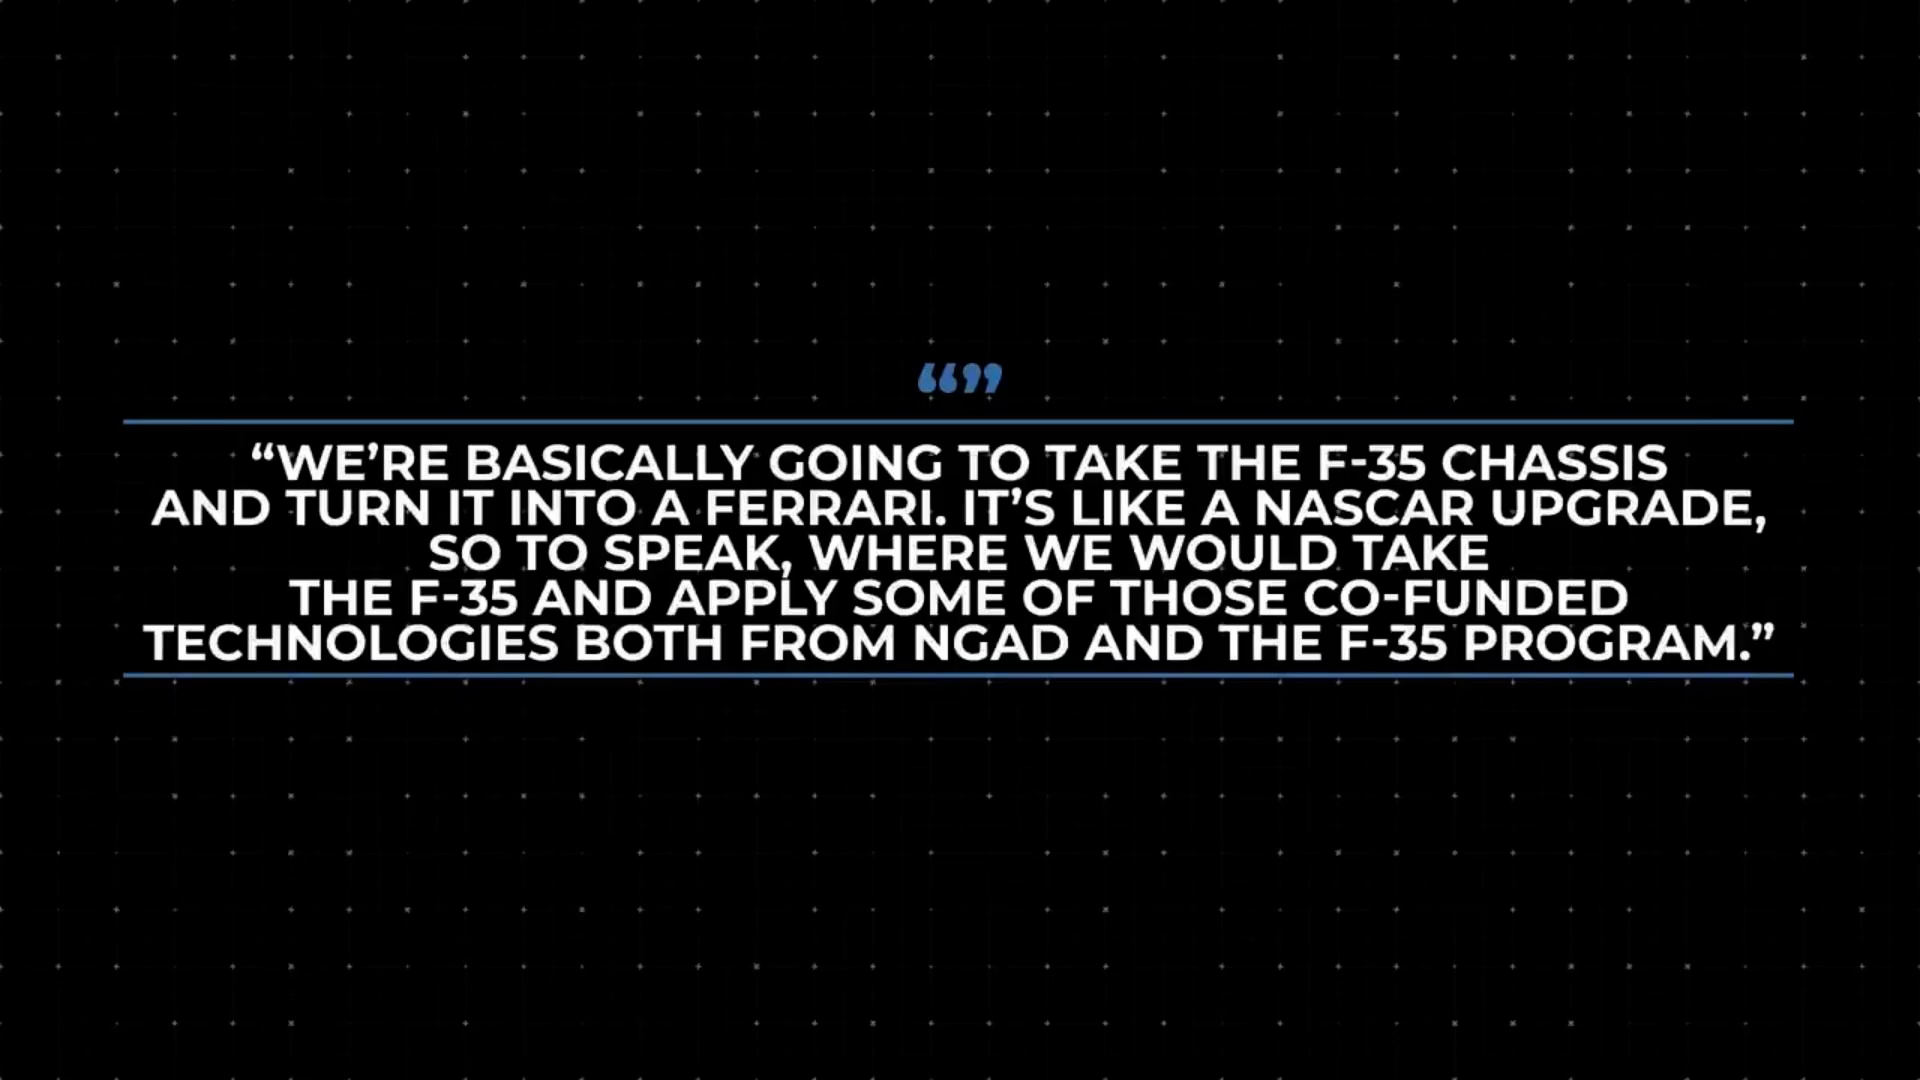 “”
“WE’RE BASICALLY GOING TO TAKE THE F-35 CHASSIS
AND TURN IT INTO A FERRARI. IT’S LIKE A NASCAR UPGRADE,
SO TO SPEAK, WHERE WE WOULD TAKE
THE F-35 AND APPLY SOME OF THOSE CO-FUNDED
TECHNOLOGIES BOTH FROM NGAD AND THE F-35 PROGRAM.”